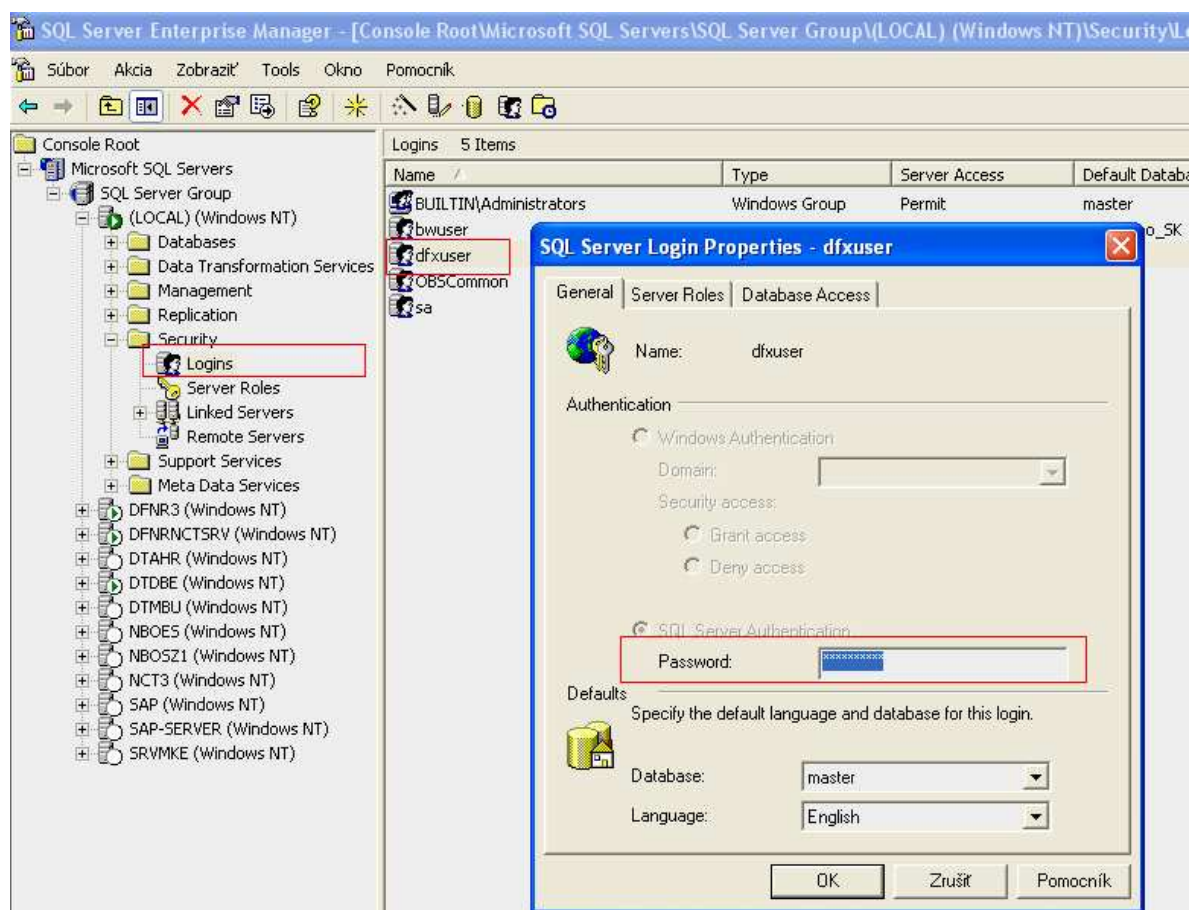 SQL Server Enterprise Manager - [Console Root\Microsoft SQL Servers\SQL Server Group\(LOCAL) (Windows NT)\Security\L
Súbor Akcia Zobraziť Tools Okno Pomocník
Console Root
Microsoft SQL Servers
SQL Server Group
(LOCAL) (Windows NT)
Databases
Data Transformation Services
Management
Replication
Security
Logins
Server Roles
Linked Servers
Remote Servers
Support Services
Meta Data Services
DFNR3 (Windows NT)
DFNRNCTSRV (Windows NT)
DTAHR (Windows NT)
DTDBE (Windows NT)
DTMBU (Windows NT)
NBOES (Windows NT)
NBOSZ1 (Windows NT)
NCT3 (Windows NT)
SAP (Windows NT)
SAP-SERVER (Windows NT)
SRVMKE (Windows NT)
Logins 5 Items
Name Type Server Access Default Databa
BUILTIN\Administrators Windows Group Permit master
bwuser o_SK
dfxuser
OBSCommon
sa
SQL Server Login Properties - dfxuser
General Server Roles Database Access
Name: dfxuser
Authentication
Windows Authentication
Domain:
Security access:
Grant access
Deny access
SQL Server Authentication
Password: **********
Defaults
Specify the default language and database for this login.
Database: master
Language: English
OK Zrušiť Pomocník